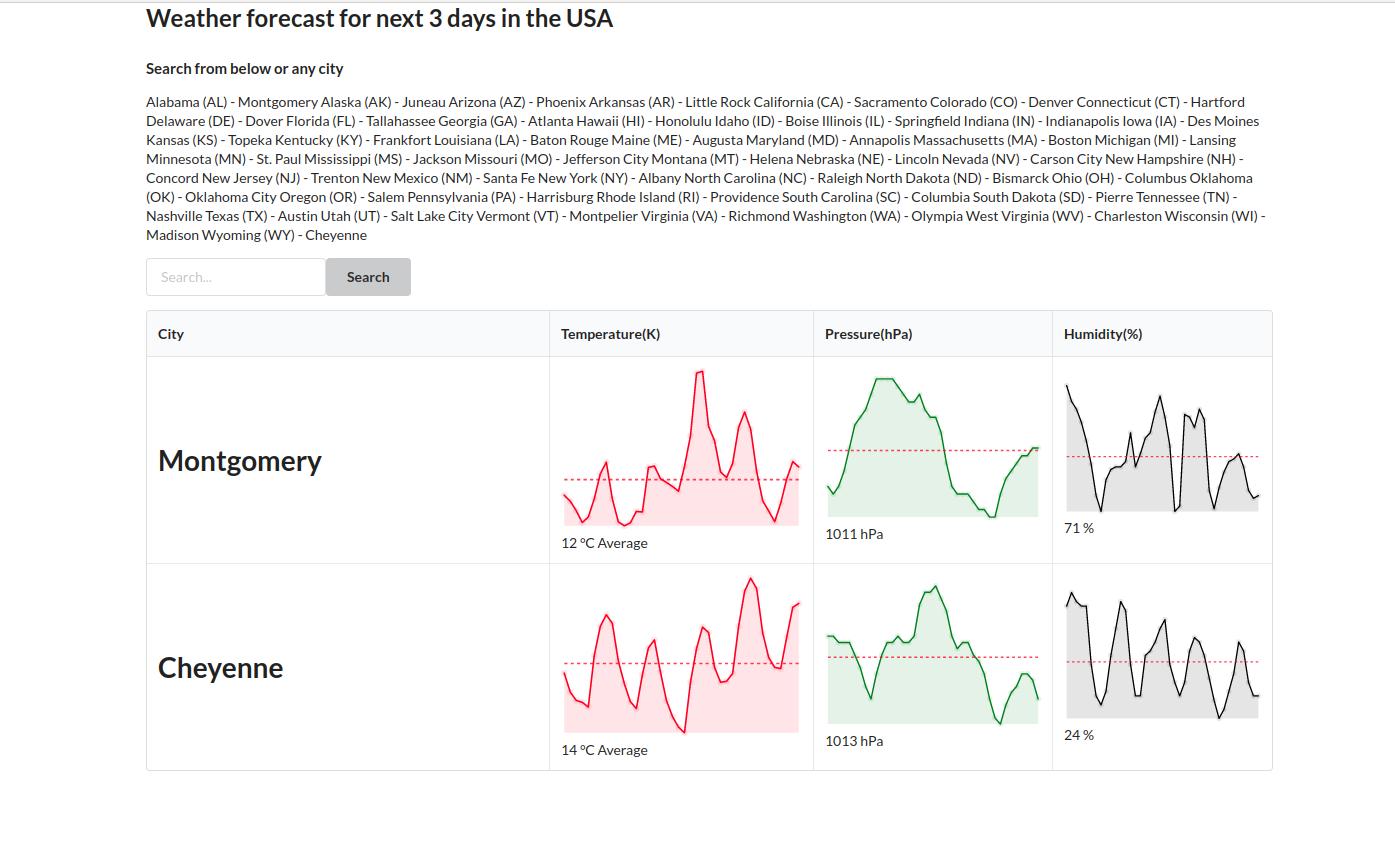 Weather forecast for next 3 days in the USA
Search from below or any city
Alabama (AL) - Montgomery Alaska (AK) - Juneau Arizona (AZ) - Phoenix Arkansas (AR) - Little Rock California (CA) - Sacramento Colorado (CO) - Denver Connecticut (CT) - Hartford
Delaware (DE) - Dover Florida (FL) - Tallahassee Georgia (GA) - Atlanta Hawaii (HI) - Honolulu Idaho (ID) - Boise Illinois (IL) - Springfield Indiana (IN) - Indianapolis Iowa (IA) - Des Moines
Kansas (KS) - Topeka Kentucky (KY) - Frankfort Louisiana (LA) - Baton Rouge Maine (ME) - Augusta Maryland (MD) - Annapolis Massachusetts (MA) - Boston Michigan (MI) - Lansing
Minnesota (MN) - St. Paul Mississippi (MS) - Jackson Missouri (MO) - Jefferson City Montana (MT) - Helena Nebraska (NE) - Lincoln Nevada (NV) - Carson City New Hampshire (NH) -
Concord New Jersey (NJ) - Trenton New Mexico (NM) - Santa Fe New York (NY) - Albany North Carolina (NC) - Raleigh North Dakota (ND) - Bismarck Ohio (OH) - Columbus Oklahoma
(OK) - Oklahoma City Oregon (OR) - Salem Pennsylvania (PA) - Harrisburg Rhode Island (RI) - Providence South Carolina (SC) - Columbia South Dakota (SD) - Pierre Tennessee (TN) -
Nashville Texas (TX) - Austin Utah (UT) - Salt Lake City Vermont (VT) - Montpelier Virginia (VA) - Richmond Washington (WA) - Olympia West Virginia (WV) - Charleston Wisconsin (WI) -
Madison Wyoming (WY) - Cheyenne
Search... Search
City Temperature(K) Pressure(hPa) Humidity(%)
Montgomery
12 °C Average 1011 hPa 71 %
Cheyenne
14 °C Average 1013 hPa 24 %